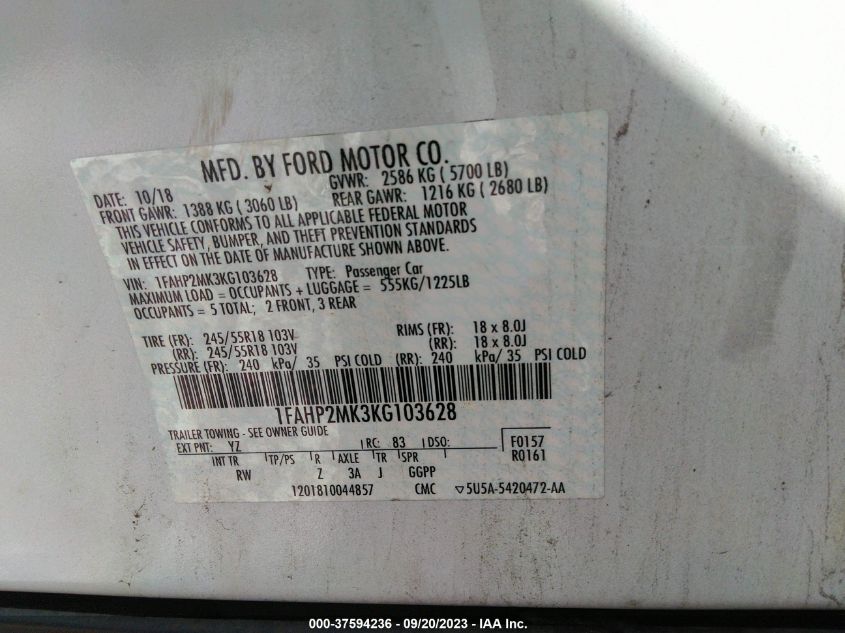 MFD. BY FORD MOTOR CO.
DATE: 10/18 GVWR: 2586 KG ( 5700 LB)
FRONT GAWR: 1388 KG ( 3060 LB) REAR GAWR: 1216 KG ( 2680 LB)
THIS VEHICLE CONFORMS TO ALL APPLICABLE FEDERAL MOTOR
VEHICLE SAFETY, BUMPER, AND THEFT PREVENTION STANDARDS
IN EFFECT ON THE DATE OF MANUFACTURE SHOWN ABOVE.
VIN: 1FAHP2MK3KG103628 TYPE: Passenger Car
MAXIMUM LOAD = OCCUPANTS + LUGGAGE = 555KG/1225LB
OCCUPANTS = 5 TOTAL; 2 FRONT, 3 REAR
TIRE (FR): 245/55R18 103V RIMS (FR): 18 x 8.0J
(RR): 245/55R18 103V (RR): 18 x 8.0J
PRESSURE (FR): 240 kPa/ 35 PSI COLD (RR): 240 kPa/ 35 PSI COLD
1FAHP2MK3KG103628
TRAILER TOWING - SEE OWNER GUIDE
EXT PNT: YZ RC: 83 DSO: F0157
INT TR TP/PS R AXLE TR SPR R0161
RW Z 3A J GGPP
1201810044857 CMC ▽5U5A-5420472-AA
000-37594236 - 09/20/2023 - IAA Inc.